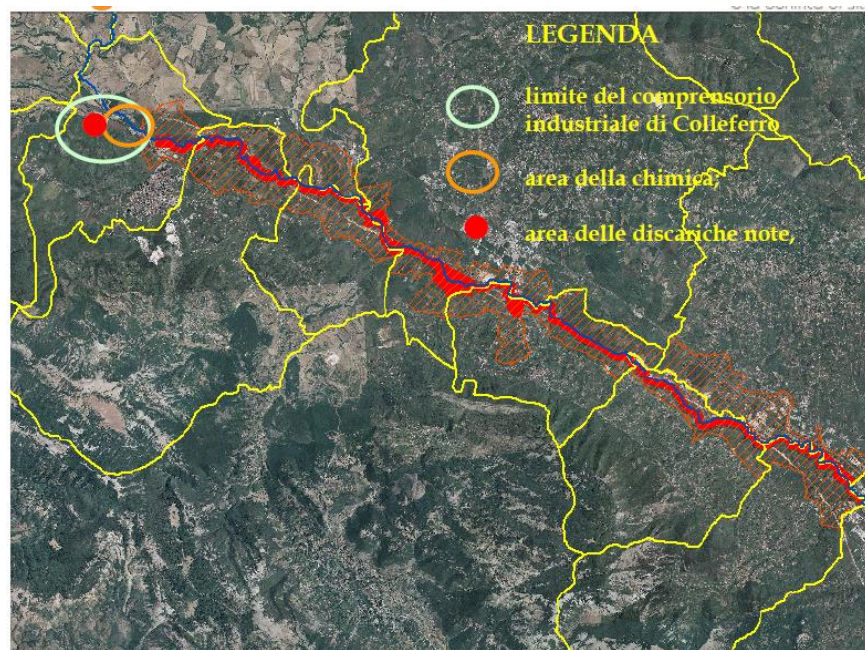 LEGENDA
limite del comprensorio
industriale di Colleferro
area della chimica;
area delle discariche note,